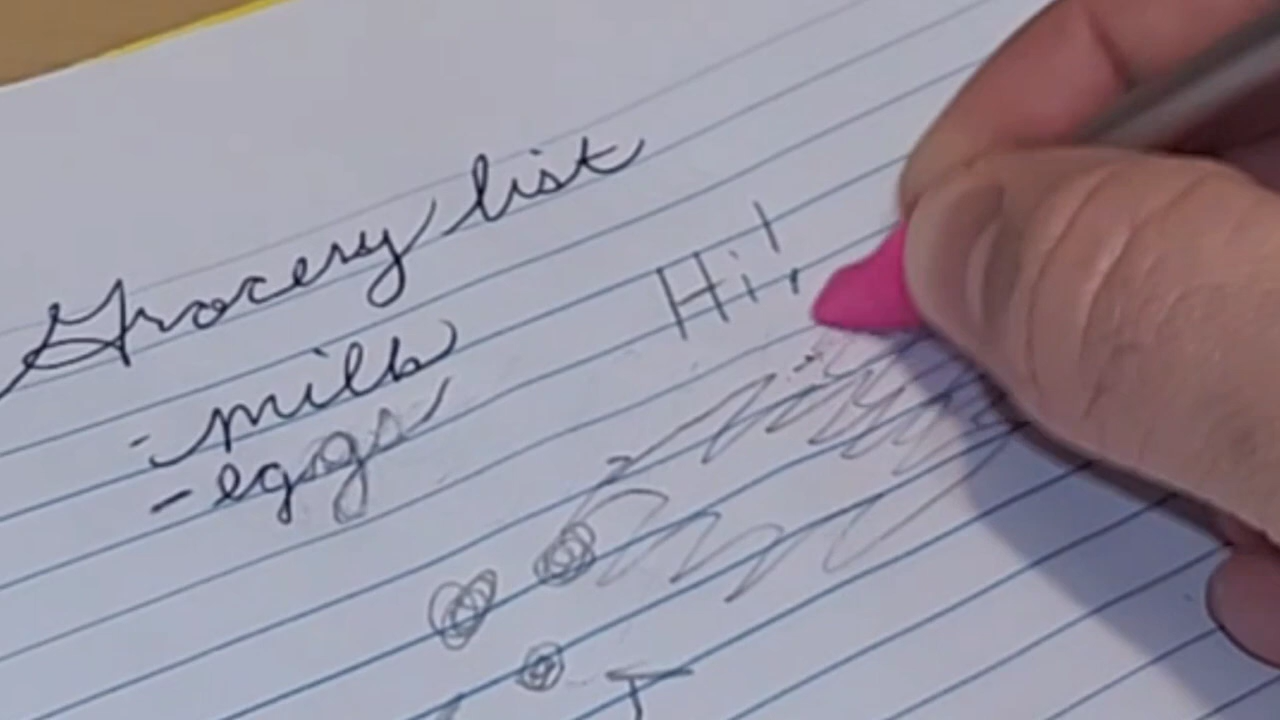 Grocery list
- milk
- eggs
Hi!
T